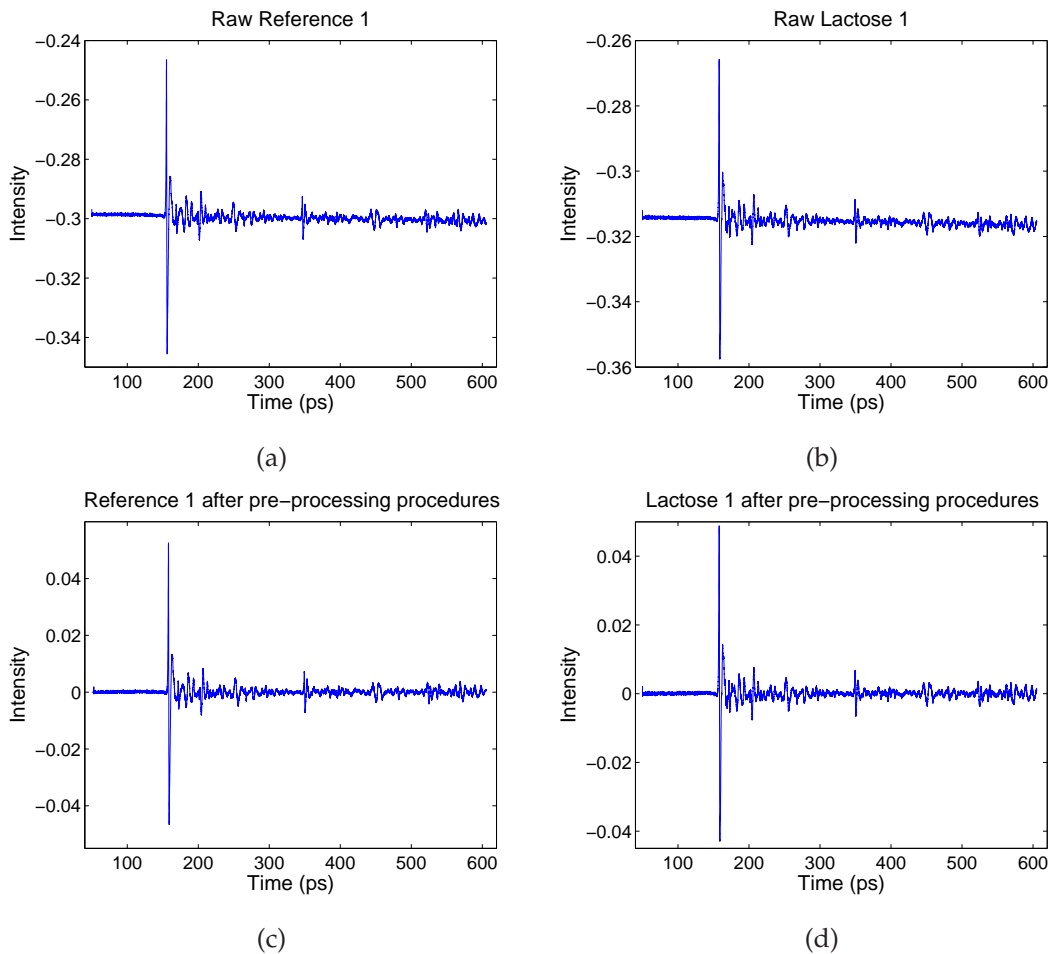 Raw Reference 1
−0.24
−0.26
−0.28
−0.3
−0.32
−0.34
Intensity
100 200 300 400 500 600
Time (ps)
(a)
Raw Lactose 1
−0.26
−0.28
−0.3
−0.32
−0.34
−0.36
Intensity
100 200 300 400 500 600
Time (ps)
(b)
Reference 1 after pre−processing procedures
0.04
0.02
0
−0.02
−0.04
Intensity
100 200 300 400 500 600
Time (ps)
(c)
Lactose 1 after pre−processing procedures
0.04
0.02
0
−0.02
−0.04
Intensity
100 200 300 400 500 600
Time (ps)
(d)